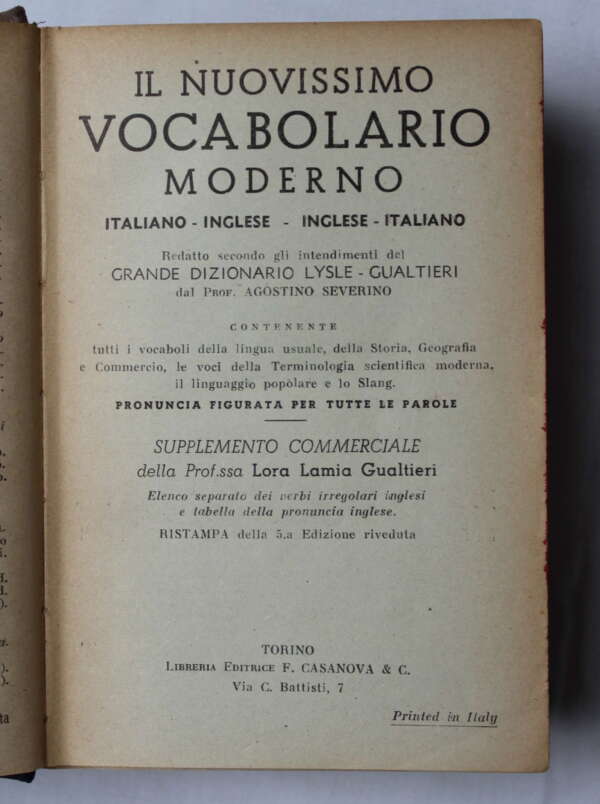 IL NUOVISSIMO
VOCABOLARIO
MODERNO
ITALIANO - INGLESE - INGLESE - ITALIANO
Redatto secondo gli intendimenti del
GRANDE DIZIONARIO LYSLE - GUALTIERI
dal PROF. AGOSTINO SEVERINO
CONTENENTE
tutti i vocaboli della lingua usuale, della Storia, Geografia
e Commercio, le voci della Terminologia scientifica moderna,
il linguaggio popolare e lo Slang.
PRONUNCIA FIGURATA PER TUTTE LE PAROLE
SUPPLEMENTO COMMERCIALE
della Prof.ssa Lora Lamia Gualtieri
Elenco separato dei verbi irregolari inglesi
e tabella della pronuncia inglese.
RISTAMPA della 5.a Edizione riveduta
TORINO
LIBRERIA EDITRICE F. CASANOVA & C.
Via C. Battisti, 7
Printed in Italy